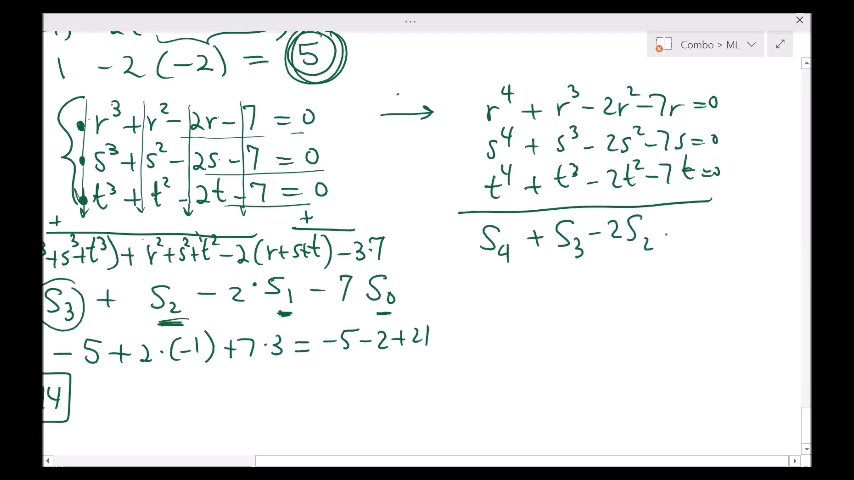 Combo > ML
1 - 2 (-2) = 5
r³ + r² - 2r - 7 = 0
s³ + s² - 2s - 7 = 0
t³ + t² - 2t - 7 = 0
+ +
³+s³+t³) + r²+s²+t² - 2(r+s+t) - 3·7
S₃ + S₂ - 2·S₁ - 7 S₀
- 5 + 2·(-1) + 7·3 = -5 - 2 + 21
14
→
r⁴ + r³ - 2r² - 7r = 0
s⁴ + s³ - 2s² - 7s = 0
t⁴ + t³ - 2t² - 7t = 0
S₄ + S₃ - 2S₂